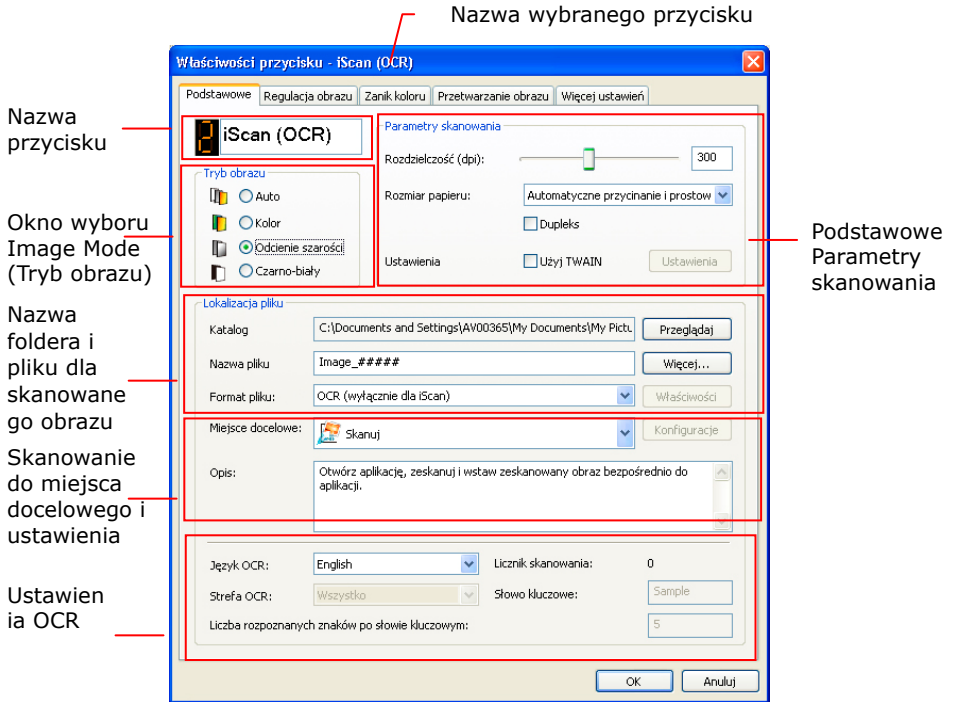 Nazwa wybranego przycisku
Właściwości przycisku - iScan (OCR)
Podstawowe Regulacja obrazu Zanik koloru Przetwarzanie obrazu Więcej ustawień
Nazwa
przycisku
2 iScan (OCR)
Tryb obrazu
Auto
Kolor
Odcienie szarości
Czarno-biały
Okno wyboru
Image Mode
(Tryb obrazu)
Parametry skanowania
Rozdzielczość (dpi): 300
Rozmiar papieru: Automatyczne przycinanie i prostow
Dupleks
Ustawienia Użyj TWAIN Ustawienia
Podstawowe
Parametry
skanowania
Nazwa
foldera i
pliku dla
skanowane
go obrazu
Lokalizacja pliku
Katalog C:\Documents and Settings\AV00365\My Documents\My Pictu Przeglądaj
Nazwa pliku Image_##### Więcej...
Format pliku: OCR (wyłącznie dla iScan) Właściwości
Skanowanie
do miejsca
docelowego i
ustawienia
Miejsce docelowe: Skanuj Konfiguracje
Opis: Otwórz aplikację, zeskanuj i wstaw zeskanowany obraz bezpośrednio do
aplikacji.
Ustawien
ia OCR
Język OCR: English Licznik skanowania: 0
Strefa OCR: Wszystko Słowo kluczowe: Sample
Liczba rozpoznanych znaków po słowie kluczowym: 5
OK Anuluj